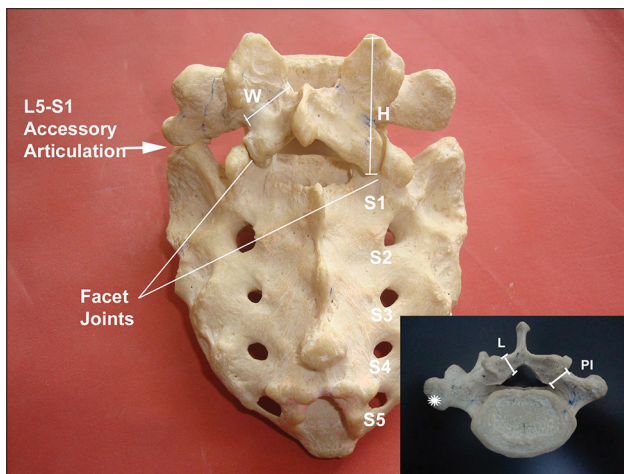 W
H
L5-S1
Accessory
Articulation
S1
S2
Facet
Joints
S3
S4
S5
L
PI